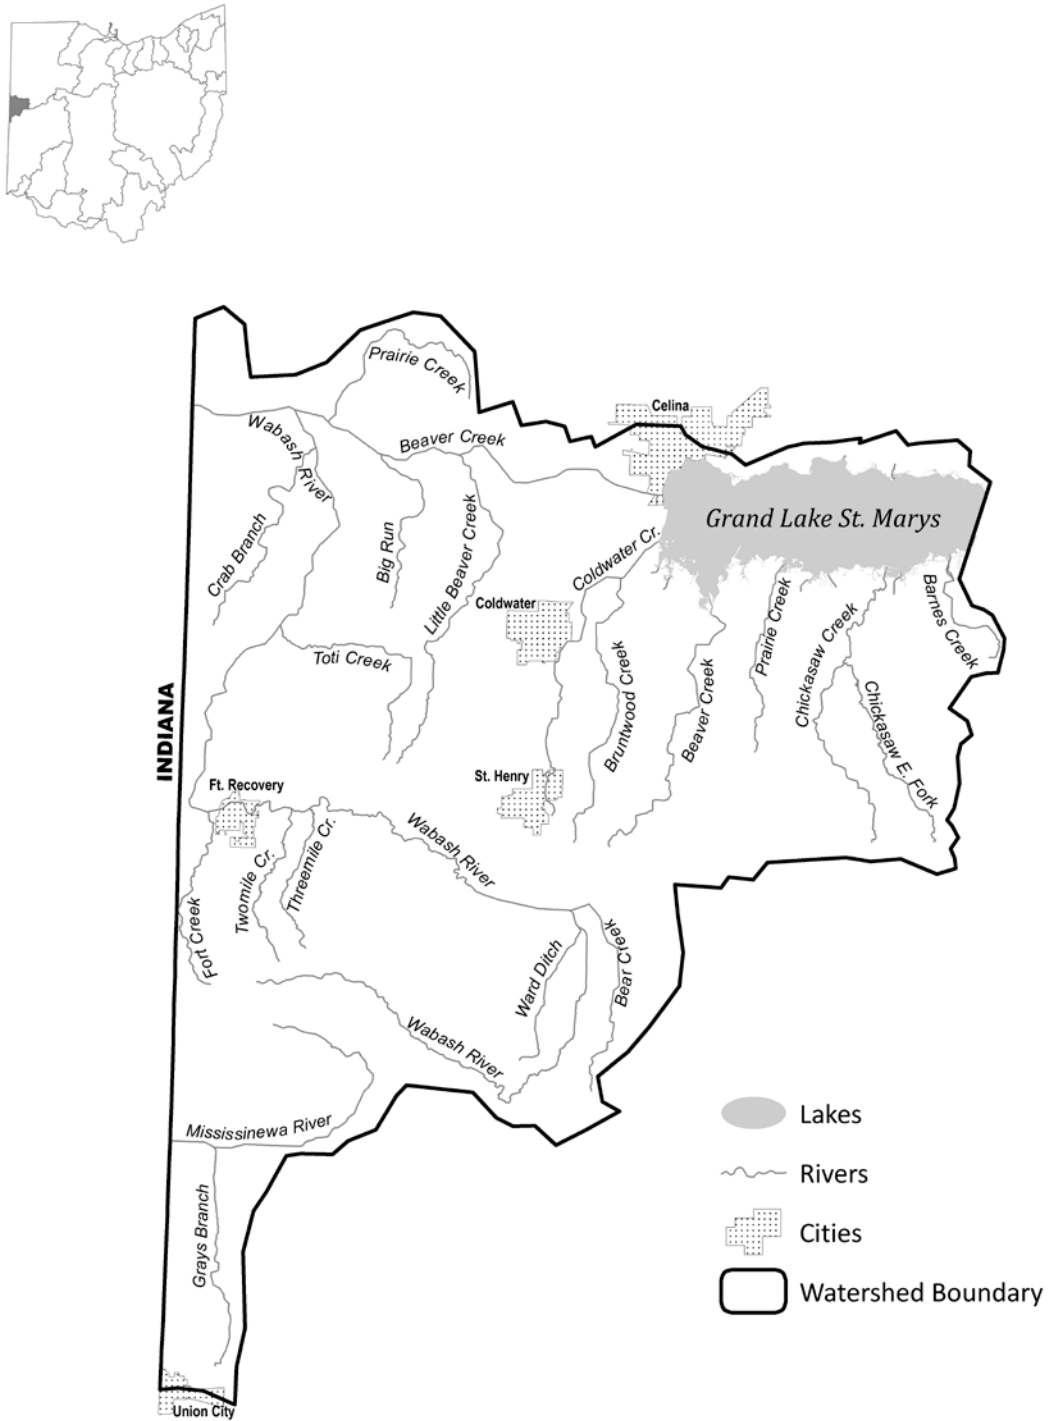 Prairie Creek
Celina
Wabash River
Beaver Creek
Grand Lake St. Marys
Crab Branch
Big Run
Little Beaver Creek
Coldwater Cr.
Coldwater
Prairie Creek
Chickasaw Creek
Barnes Creek
Toti Creek
Bruntwood Creek
Beaver Creek
Chickasaw E. Fork
INDIANA
Ft. Recovery
St. Henry
Wabash River
Twomile Cr.
Threemile Cr.
Fort Creek
Ward Ditch
Bear Creek
Wabash River
Mississinewa River
Grays Branch
Union City
Lakes
Rivers
Cities
Watershed Boundary